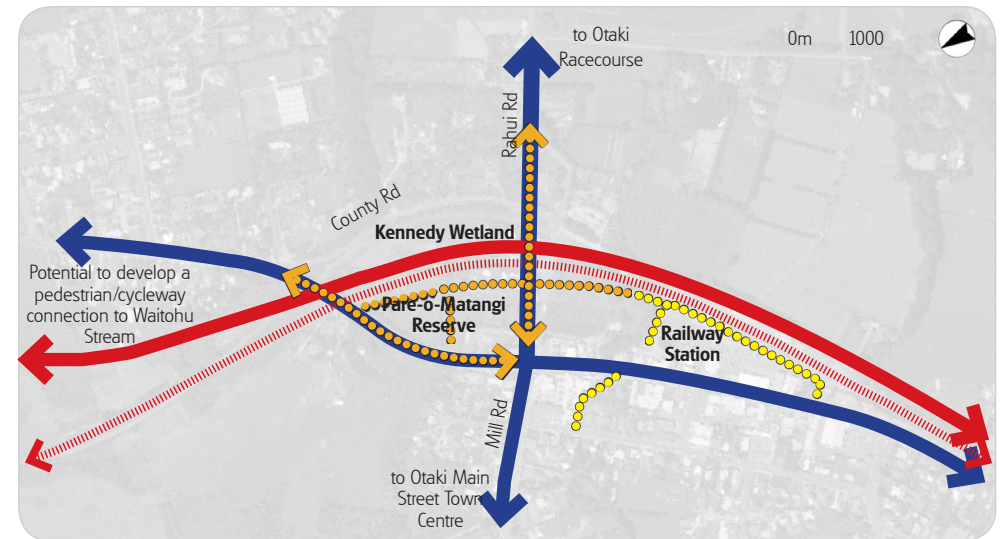 to Otaki
Racecourse
0m 1000
Rahui Rd
County Rd
Kennedy Wetland
Potential to develop a
pedestrian/cycleway
connection to Waitohu
Stream
Pare-o-Matangi
Reserve
Railway
Station
Mill Rd
to Otaki Main
Street Town
Centre